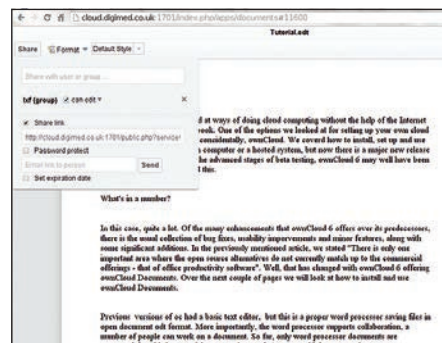 cloud.digimed.co.uk:1701/index.php/apps/documents#11600
Tutorial.odt
Share Format Default Style
Share with user or group ...
(group) can edit
Share link
http://cloud.digimed.co.uk:1701/public.php?service=
Password protect
Email link to person Send
Set expiration date
d at ways of doing cloud computing without the help of the Internet
ook. One of the options we looked at for setting up your own cloud
considently, ownCloud. We coverd how to install, set up and use
computer or a hosted system, but now there is a major new release
he advanced stages of beta testing, ownCloud 6 may well have been
this.
What's in a number?
In this case, quite a lot. Of the many enhancements that ownCloud 6 offers over its predecessors,
there is the usual collection of bug fixes, usability imporvements and minor features, along with
some significant additions. In the previously mentioned article, we stated "There is only one
important area where the open source alternatives do not currently match up to the commercial
offerings - that of office productivity software". Well, that has changed with ownCloud 6 offering
ownCloud Documents. Over the next couple of pages we will look at how to install and use
ownCloud Documents.
Previous versions of oc had a basic text editor, but this is a proper word processor saving files in
open document odt format. More importantly, the word processor supports collaboration, a
number of people can work on a document. So far, only word processor documents are